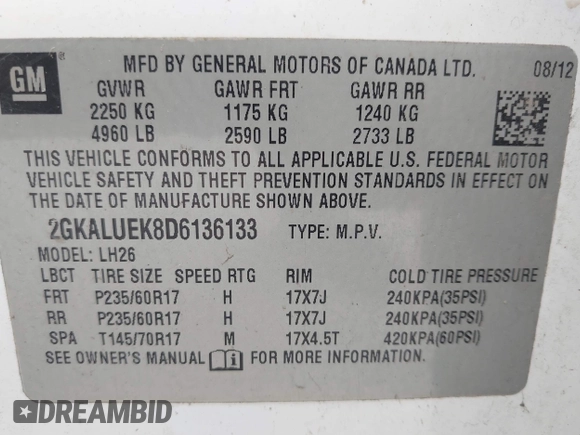 GM
MFD BY GENERAL MOTORS OF CANADA LTD. 08/12
GVWR GAWR FRT GAWR RR
2250 KG 1175 KG 1240 KG
4960 LB 2590 LB 2733 LB
THIS VEHICLE CONFORMS TO ALL APPLICABLE U.S. FEDERAL MOTOR
VEHICLE SAFETY AND THEFT PREVENTION STANDARDS IN EFFECT ON
THE DATE OF MANUFACTURE SHOWN ABOVE.
2GKALUEK8D6136133 TYPE: M.P.V.
MODEL: LH26
LBCT TIRE SIZE SPEED RTG RIM COLD TIRE PRESSURE
FRT P235/60R17 H 17X7J 240KPA(35PSI)
RR P235/60R17 H 17X7J 240KPA(35PSI)
SPA T145/70R17 M 17X4.5T 420KPA(60PSI)
SEE OWNER'S MANUAL FOR MORE INFORMATION.
DREAMBID